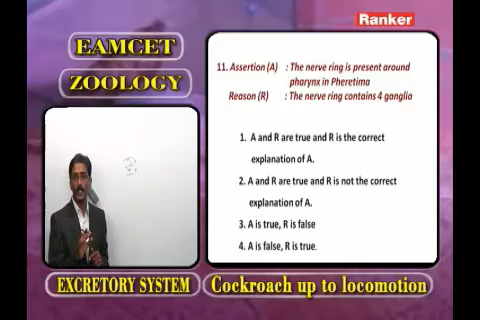 Ranker
EAMCET
ZOOLOGY
11. Assertion (A) : The nerve ring is present around
pharynx in Pheretima
Reason (R) : The nerve ring contains 4 ganglia
1. A and R are true and R is the correct
explanation of A.
2. A and R are true and R is not the correct
explanation of A.
3. A is true, R is false
4. A is false, R is true.
EXCRETORY SYSTEM
Cockroach up to locomotion